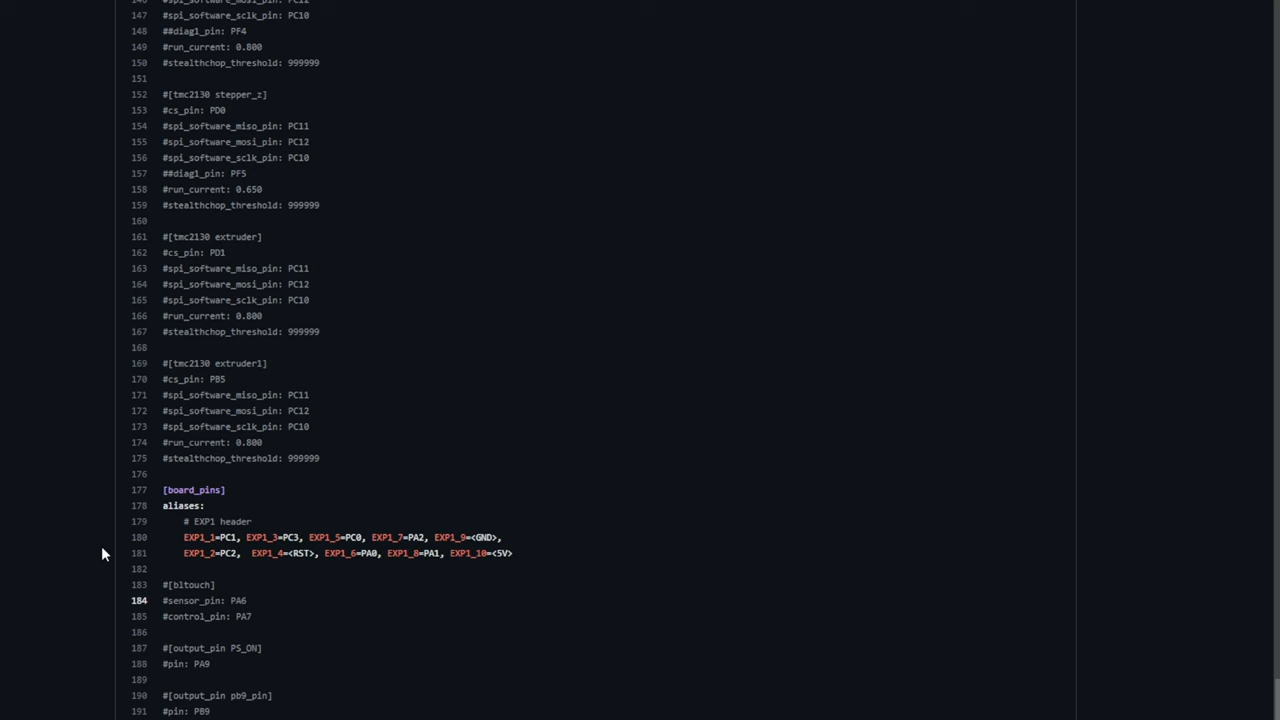 146 #spi_software_mosi_pin: PC12
147 #spi_software_sclk_pin: PC10
148 ##diag1_pin: PF4
149 #run_current: 0.800
150 #stealthchop_threshold: 999999
151
152 #[tmc2130 stepper_z]
153 #cs_pin: PD0
154 #spi_software_miso_pin: PC11
155 #spi_software_mosi_pin: PC12
156 #spi_software_sclk_pin: PC10
157 ##diag1_pin: PF5
158 #run_current: 0.650
159 #stealthchop_threshold: 999999
160
161 #[tmc2130 extruder]
162 #cs_pin: PD1
163 #spi_software_miso_pin: PC11
164 #spi_software_mosi_pin: PC12
165 #spi_software_sclk_pin: PC10
166 #run_current: 0.800
167 #stealthchop_threshold: 999999
168
169 #[tmc2130 extruder1]
170 #cs_pin: PB5
171 #spi_software_miso_pin: PC11
172 #spi_software_mosi_pin: PC12
173 #spi_software_sclk_pin: PC10
174 #run_current: 0.800
175 #stealthchop_threshold: 999999
176
177 [board_pins]
178 aliases:
179 # EXP1 header
180 EXP1_1=PC1, EXP1_3=PC3, EXP1_5=PC0, EXP1_7=PA2, EXP1_9=<GND>,
181 EXP1_2=PC2, EXP1_4=<RST>, EXP1_6=PA0, EXP1_8=PA1, EXP1_10=<5V>
182
183 #[bltouch]
184 #sensor_pin: PA6
185 #control_pin: PA7
186
187 #[output_pin PS_ON]
188 #pin: PA9
189
190 #[output_pin pb9_pin]
191 #pin: PB9